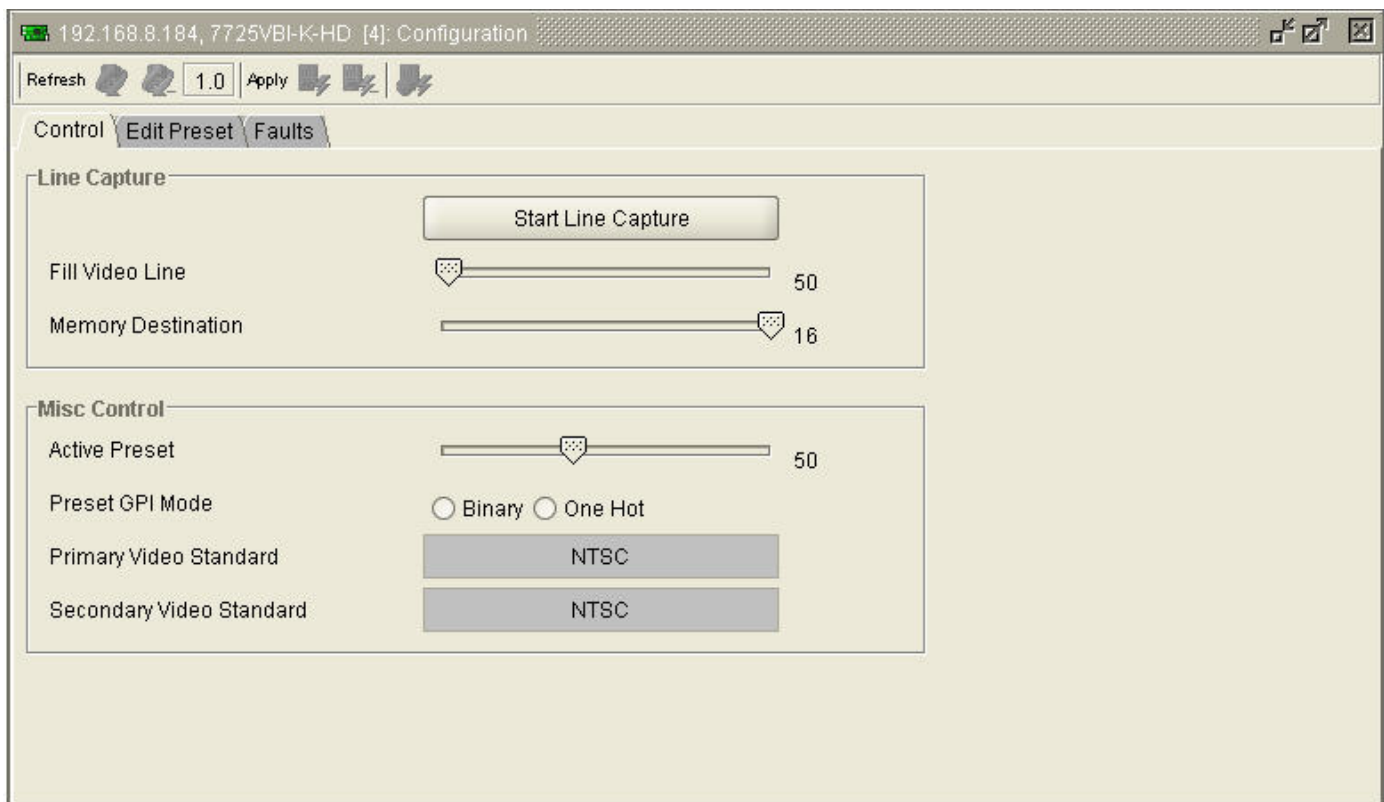 192.168.8.184, 7725VBI-K-HD [4]: Configuration
Refresh 1.0 Apply
Control Edit Preset Faults
Line Capture
Start Line Capture
Fill Video Line 50
Memory Destination 16
Misc Control
Active Preset 50
Preset GPI Mode Binary One Hot
Primary Video Standard NTSC
Secondary Video Standard NTSC